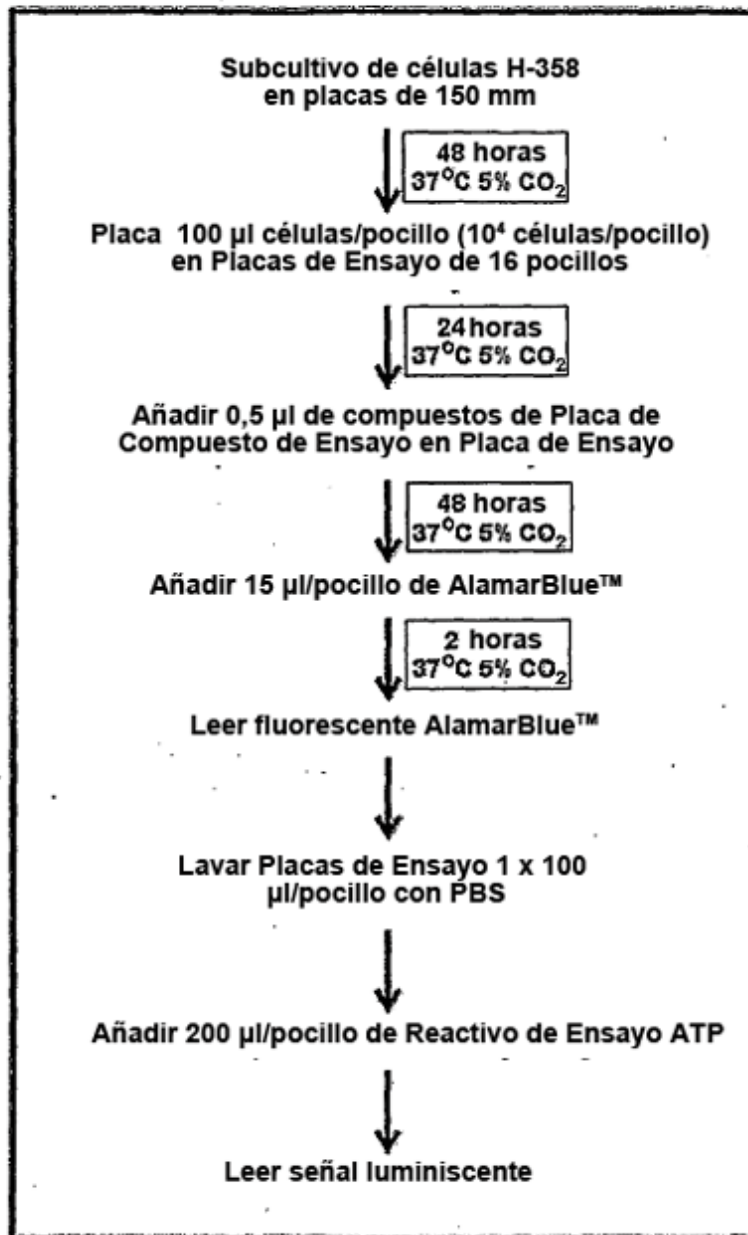 Subcultivo de células H-358
en placas de 150 mm
48 horas
37°C 5% CO₂
Placa 100 µl células/pocillo (10⁴ células/pocillo)
en Placas de Ensayo de 16 pocillos
24 horas
37°C 5% CO₂
Añadir 0,5 µl de compuestos de Placa de
Compuesto de Ensayo en Placa de Ensayo
48 horas
37°C 5% CO₂
Añadir 15 µl/pocillo de AlamarBlue™
2 horas
37°C 5% CO₂
Leer fluorescente AlamarBlue™
Lavar Placas de Ensayo 1 x 100
µl/pocillo con PBS
Añadir 200 µl/pocillo de Reactivo de Ensayo ATP
Leer señal luminiscente